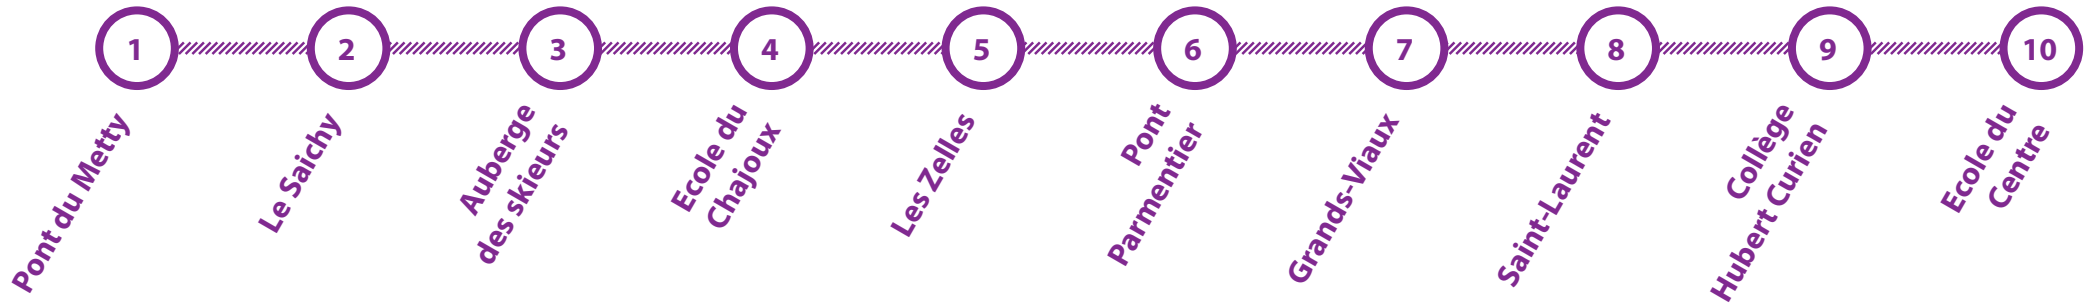 1
2
3
4
5
6
7
8
9
10
Pont du Metty
Le Saichy
Auberge
des skieurs
Ecole du
Chajoux
Les Zelles
Pont
Parmentier
Grands-Viaux
Saint-Laurent
Collège
Hubert Curien
Ecole du
Centre